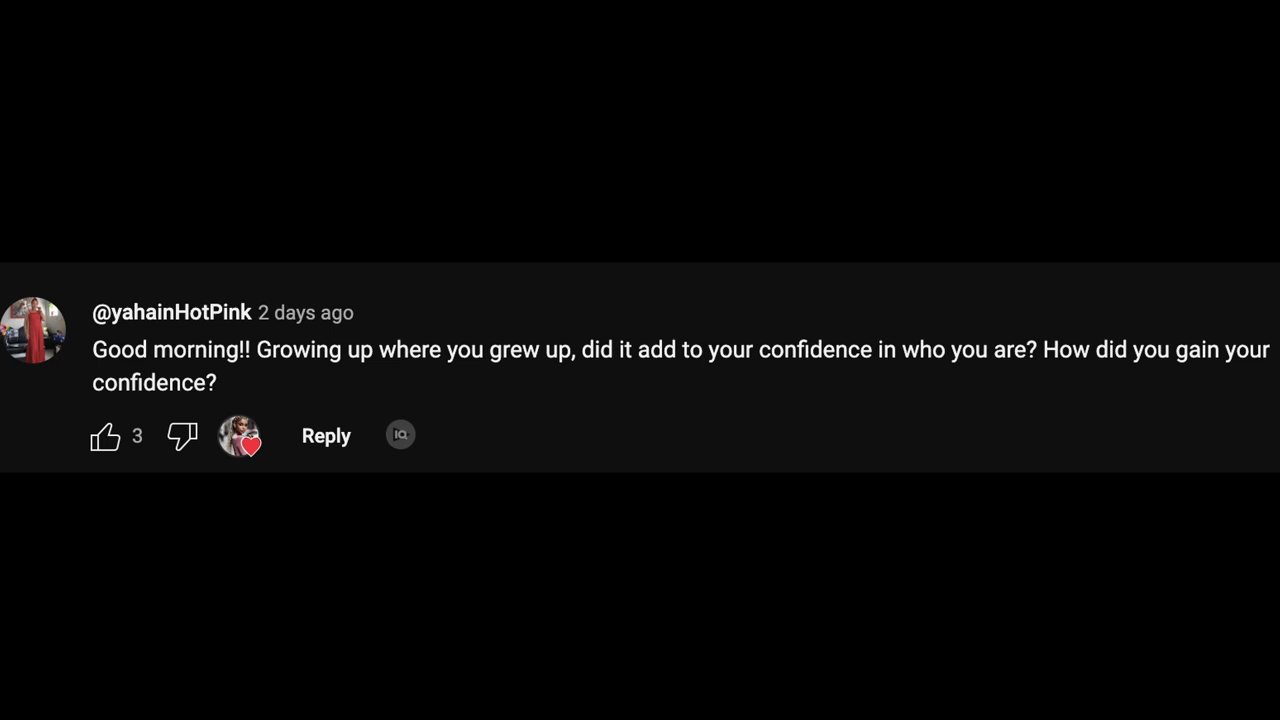 @yahainHotPink 2 days ago
Good morning!! Growing up where you grew up, did it add to your confidence in who you are? How did you gain your
confidence?
3 Reply IQ